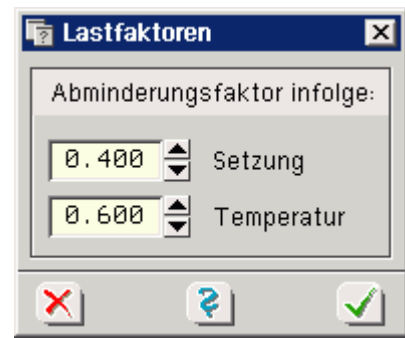 Lastfaktoren
Abminderungsfaktor infolge:
0.400 Setzung
0.600 Temperatur